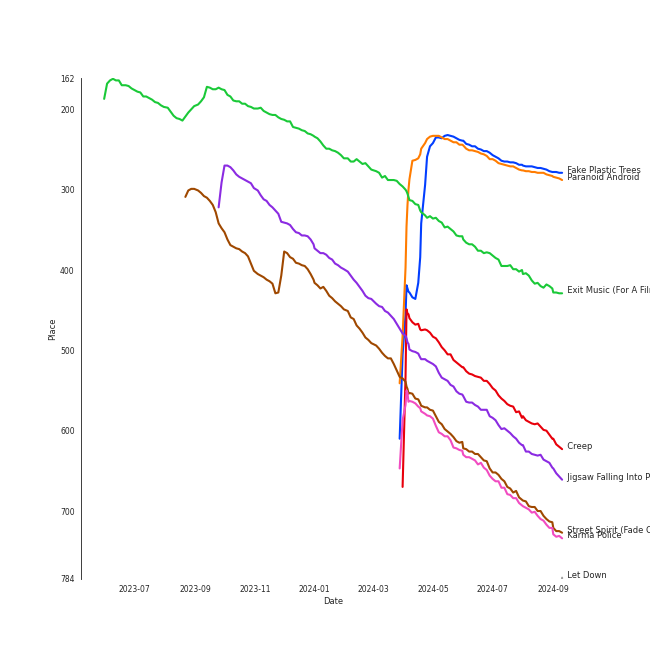 162
200
300
400
500
600
700
784
Place
2023-07
2023-09
2023-11
2024-01
2024-03
2024-05
2024-07
2024-09
Date
Fake Plastic Trees
Paranoid Android
Exit Music (For A Fil
Creep
Jigsaw Falling Into P
Street Spirit (Fade O
Karma Police
Let Down